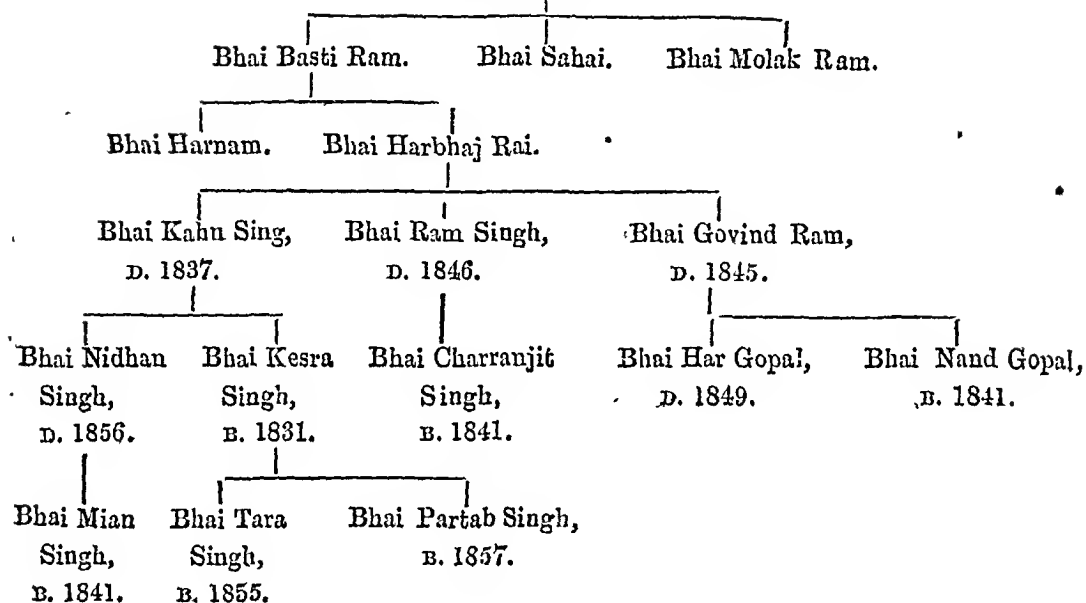 Bhai Basti Ram. Bhai Sahai. Bhai Molak Ram.
Bhai Harnam. Bhai Harbhaj Rai.
Bhai Kahn Sing, Bhai Ram Singh, Bhai Govind Ram,
D. 1837. D. 1846. D. 1845.
Bhai Nidhan Bhai Kesra Bhai Charranjit Bhai Har Gopal, Bhai Nand Gopal,
Singh, Singh, Singh, D. 1849. B. 1841.
D. 1856. B. 1831. B. 1841.
Bhai Mian Bhai Tara Bhai Partab Singh,
Singh, Singh, B. 1857.
B. 1841. B. 1855.